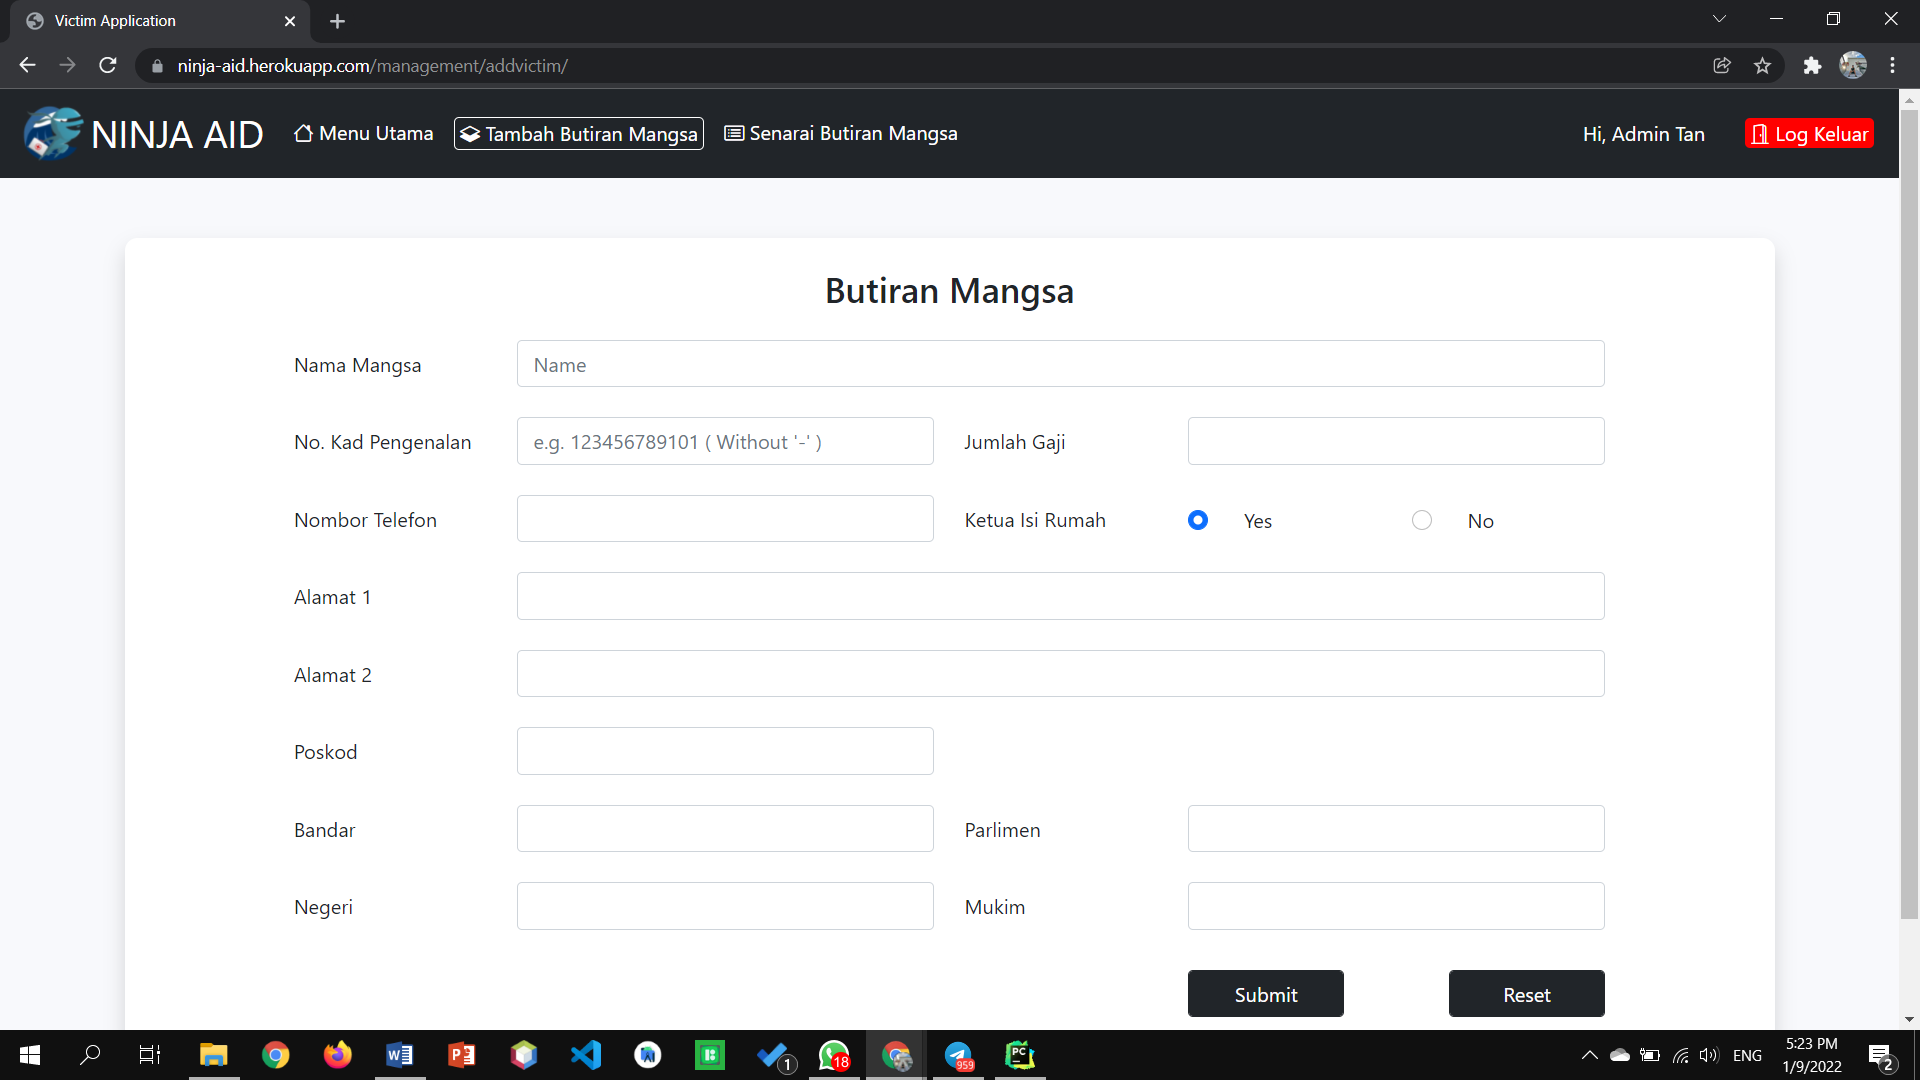 Victim Application
ninja-aid.herokuapp.com/management/addvictim/
NINJA AID Menu Utama Tambah Butiran Mangsa Senarai Butiran Mangsa Hi, Admin Tan Log Keluar
Butiran Mangsa
Nama Mangsa Name
No. Kad Pengenalan e.g. 123456789101 ( Without '-' ) Jumlah Gaji
Nombor Telefon Ketua Isi Rumah Yes No
Alamat 1
Alamat 2
Poskod
Bandar Parlimen
Negeri Mukim
Submit Reset
1 18 959 ENG 5:23 PM
1/9/2022 2